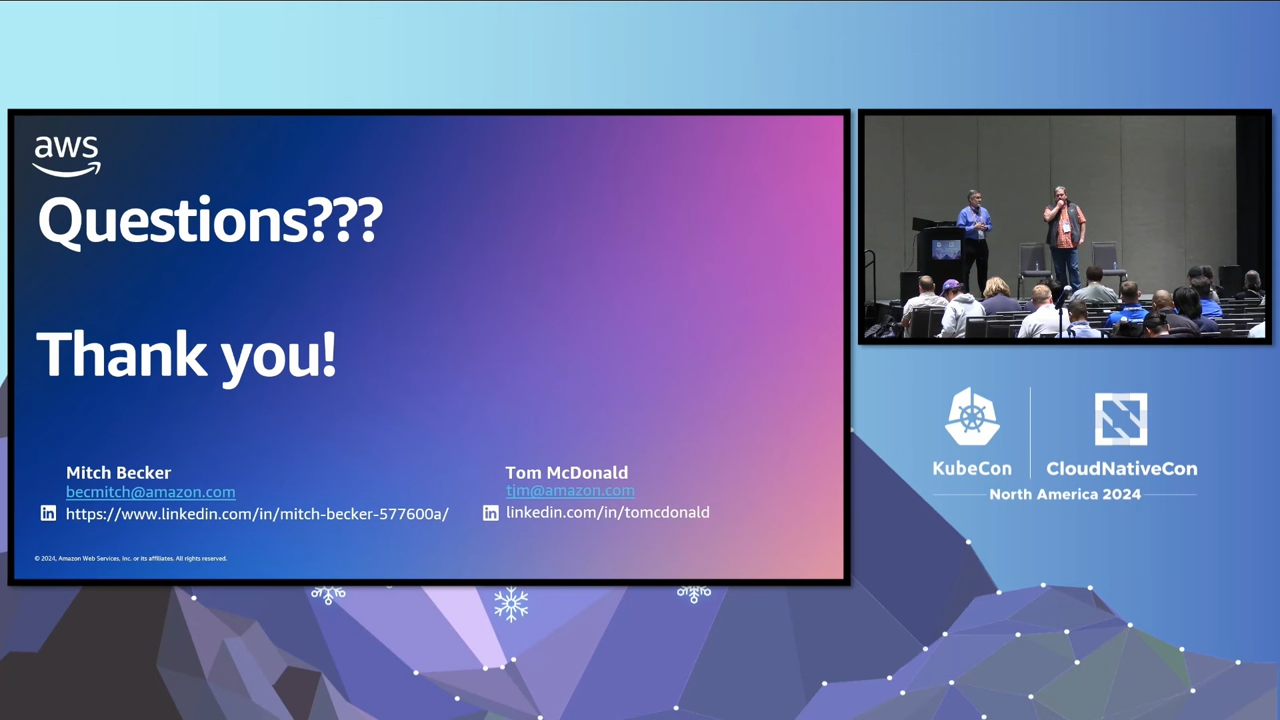 aws
Questions???
Thank you!
Mitch Becker
becmitch@amazon.com
https://www.linkedin.com/in/mitch-becker-577600a/
Tom McDonald
tjm@amazon.com
linkedin.com/in/tomcdonald
© 2024, Amazon Web Services, Inc. or its affiliates. All rights reserved.
KubeCon
CloudNativeCon
North America 2024